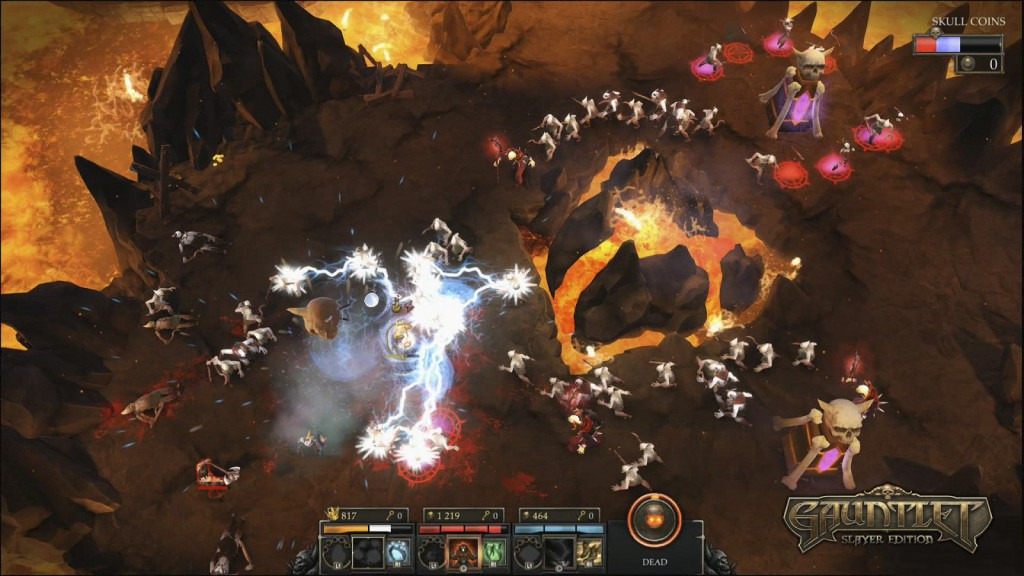 SKULL COINS
0
817 0
1 219 0
464 0
DEAD
GAUNTLET
SLAYER EDITION